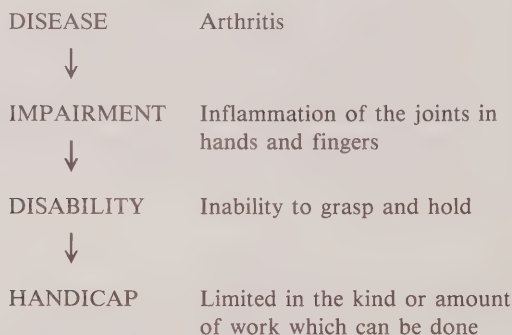 DISEASE Arthritis
IMPAIRMENT Inflammation of the joints in
hands and fingers
DISABILITY Inability to grasp and hold
HANDICAP Limited in the kind or amount
of work which can be done